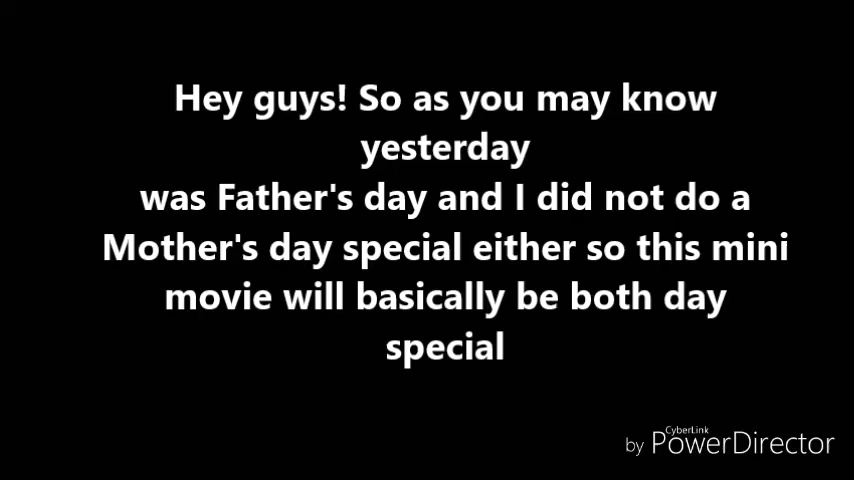 Hey guys! So as you may know
yesterday
was Father's day and I did not do a
Mother's day special either so this mini
movie will basically be both day
special
CyberLink
by PowerDirector